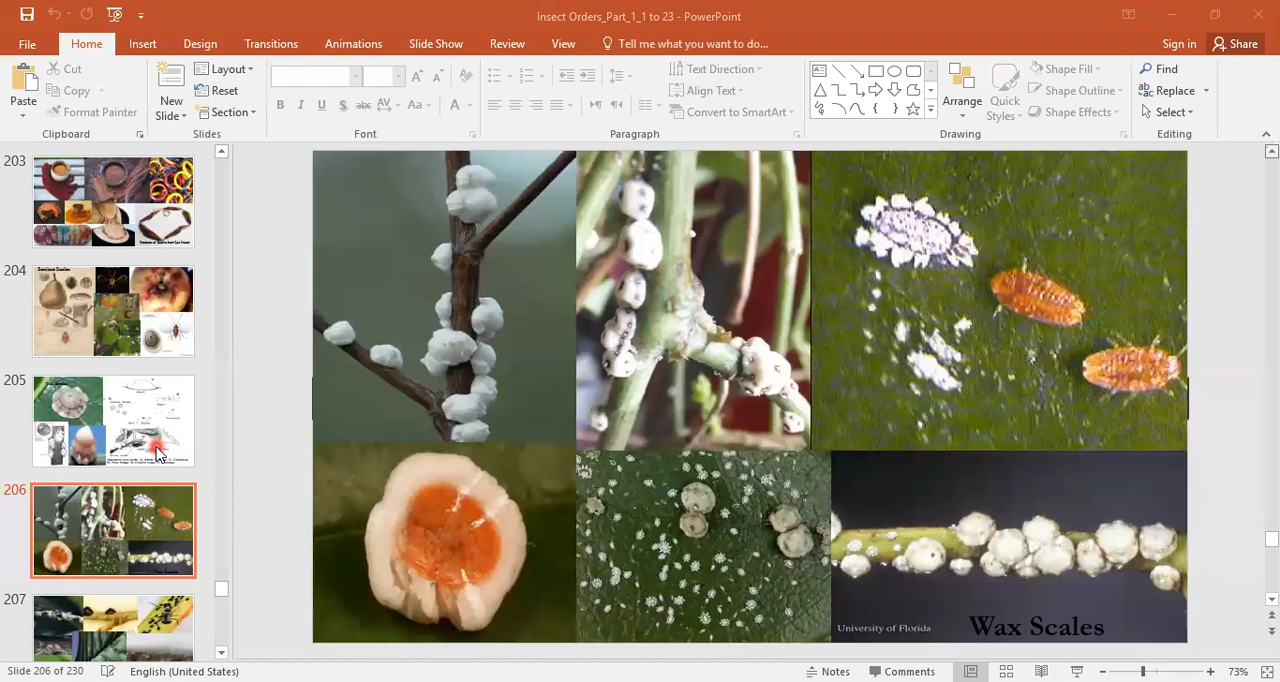 Insect Orders_Part_1_1 to 23 - PowerPoint
File Home Insert Design Transitions Animations Slide Show Review View Tell me what you want to do... Sign in Share
Paste
Cut
Copy
Format Painter
Clipboard
New
Slide
Layout
Reset
Section
Slides
B I U S abc AV Aa A
Font
Text Direction
Align Text
Convert to SmartArt
Paragraph
Arrange
Quick
Styles
Shape Fill
Shape Outline
Shape Effects
Drawing
Find
Replace
Select
Editing
203
204
205
206
207
University of Florida
Wax Scales
Slide 206 of 230
English (United States)
Notes
Comments
73%